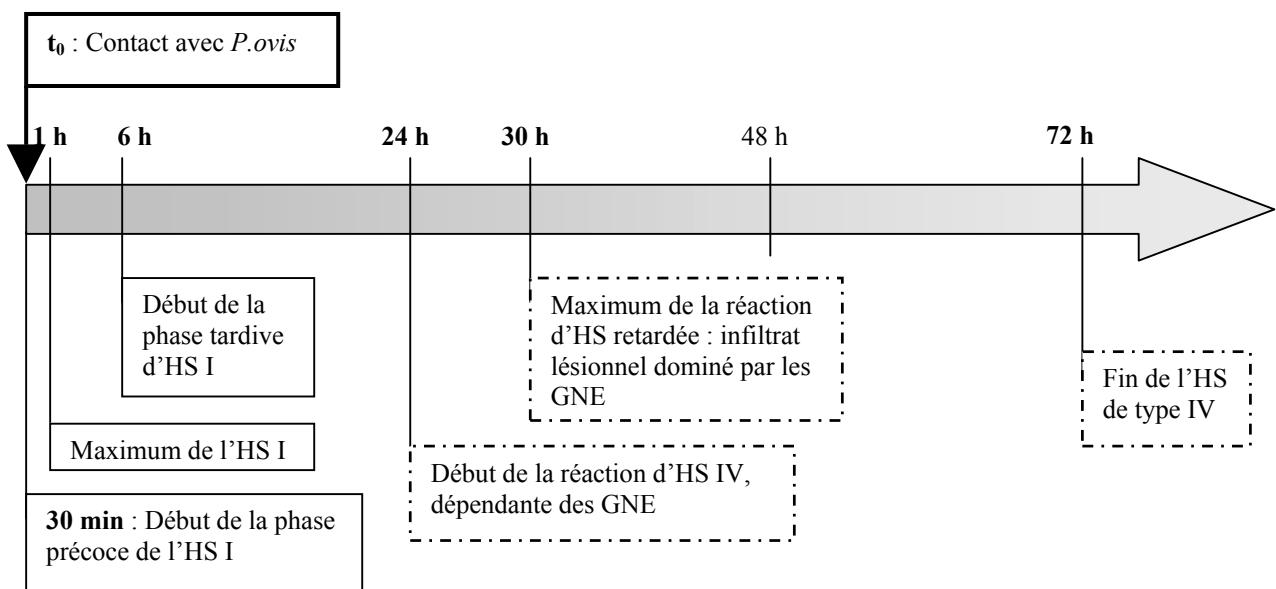 t0 : Contact avec P.ovis
1 h
6 h
24 h
30 h
48 h
72 h
Début de la
phase tardive
d’HS I
Maximum de la réaction
d’HS retardée : infiltrat
lésionnel dominé par les
GNE
Fin de l’HS
de type IV
Maximum de l’HS I
Début de la réaction d’HS IV,
dépendante des GNE
30 min : Début de la phase
précoce de l’HS I